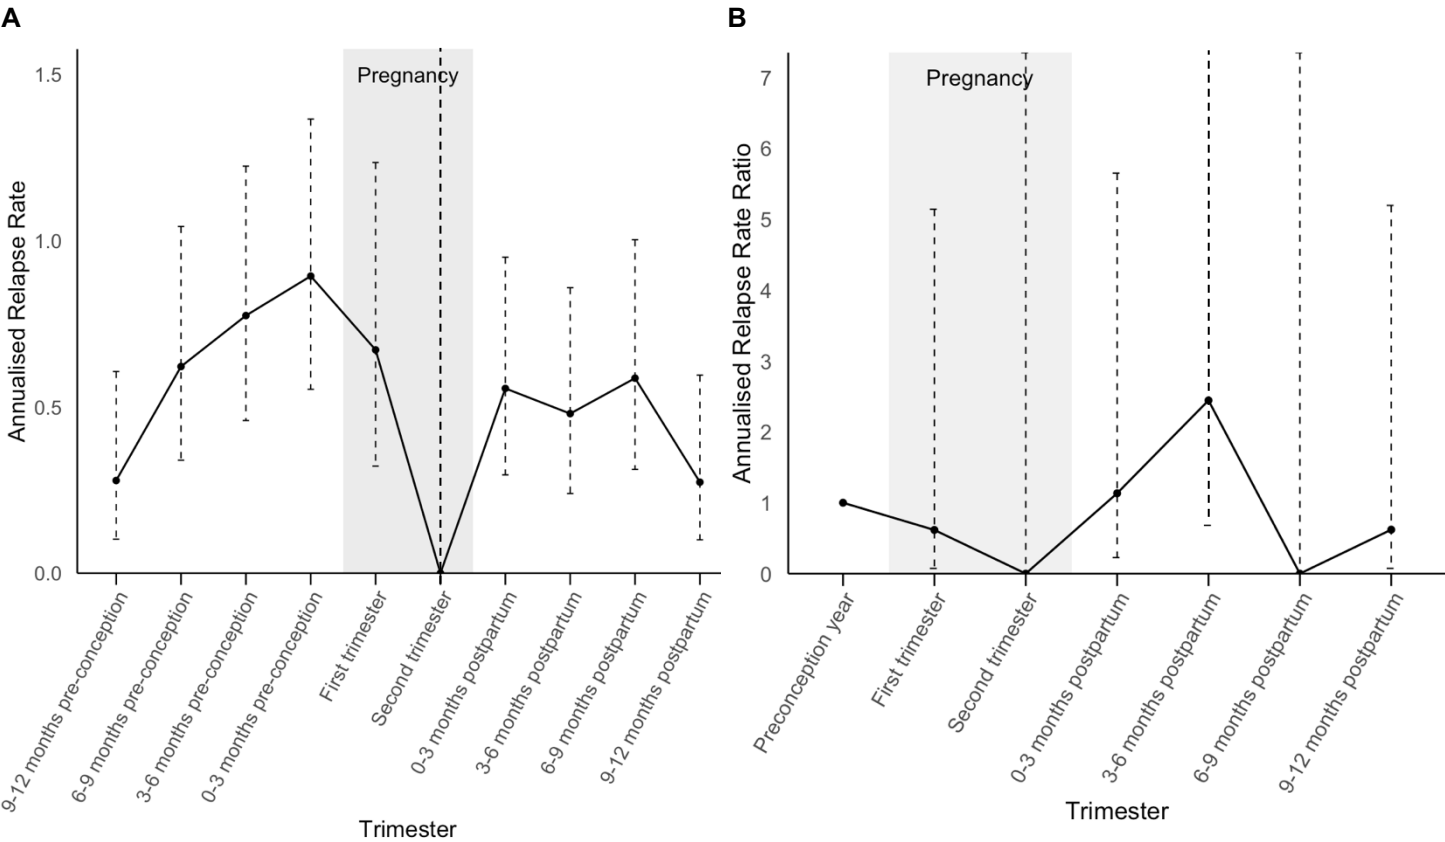 A
Annualised Relapse Rate
1.5
1.0
0.5
0.0
Pregnancy
9-12 months pre-conception
6-9 months pre-conception
3-6 months pre-conception
0-3 months pre-conception
First trimester
Second trimester
0-3 months postpartum
3-6 months postpartum
6-9 months postpartum
9-12 months postpartum
Trimester
B
Annualised Relapse Rate Ratio
7
6
5
4
3
2
1
0
Pregnancy
Preconception year
First trimester
Second trimester
0-3 months postpartum
3-6 months postpartum
6-9 months postpartum
9-12 months postpartum
Trimester